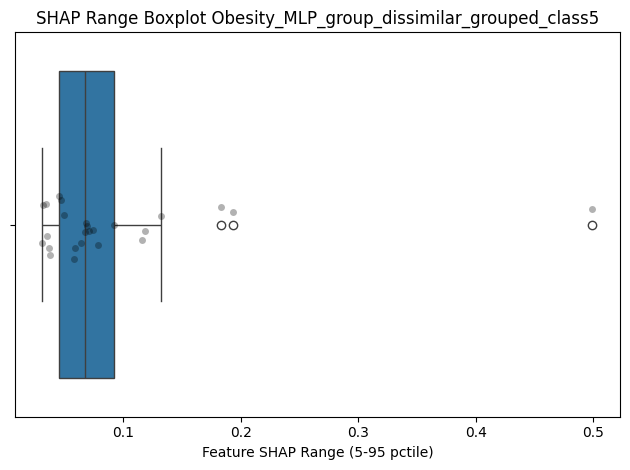 SHAP Range Boxplot Obesity_MLP_group_dissimilar_grouped_class5
0.1 0.2 0.3 0.4 0.5
Feature SHAP Range (5-95 pctile)